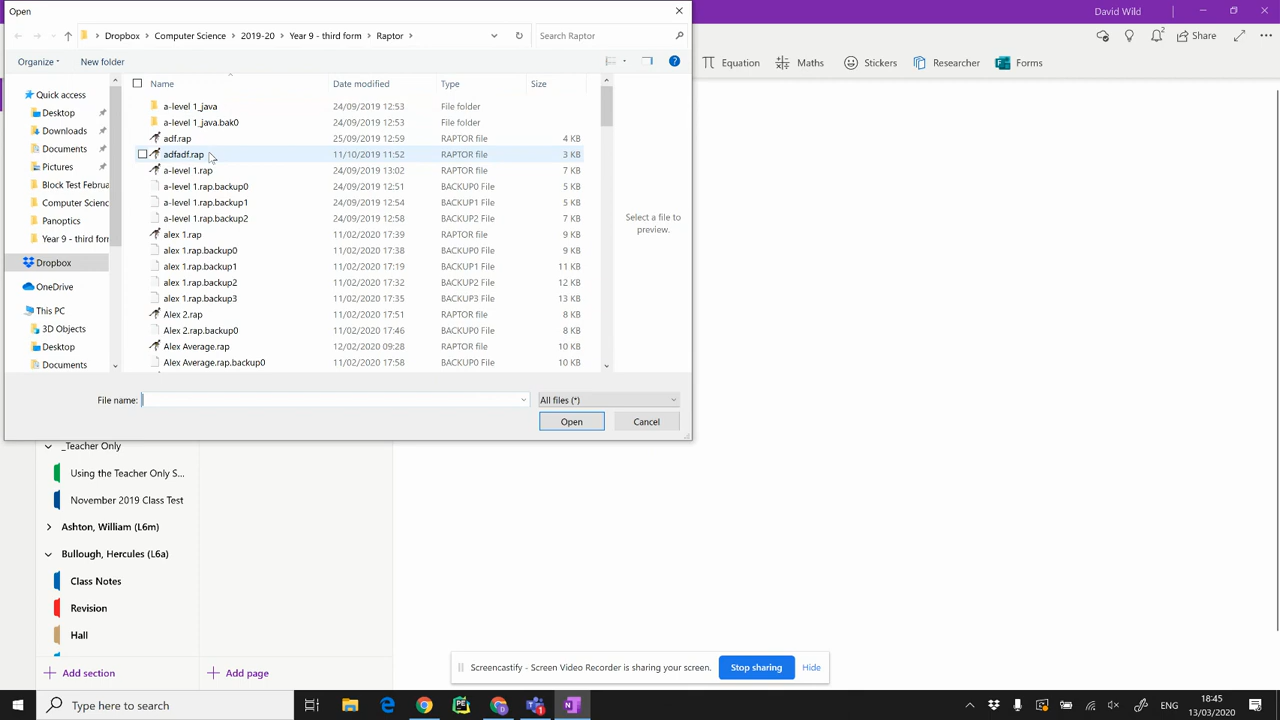 Open
David Wild
Dropbox > Computer Science > 2019-20 > Year 9 - third form > Raptor >
Search Raptor
Share
Organize
New folder
Equation
Maths
Stickers
Researcher
Forms
Name
Date modified
Type
Size
Quick access
Desktop
Downloads
Documents
Pictures
Block Test Februa
Computer Scienc
Panoptics
Year 9 - third forn
Dropbox
OneDrive
This PC
3D Objects
Desktop
Documents
a-level 1_java 24/09/2019 12:53 File folder
a-level 1_java.bak0 24/09/2019 12:53 File folder
adf.rap 25/09/2019 12:59 RAPTOR file 4 KB
adfadf.rap 11/10/2019 11:52 RAPTOR file 3 KB
a-level 1.rap 24/09/2019 13:02 RAPTOR file 7 KB
a-level 1.rap.backup0 24/09/2019 12:51 BACKUP0 File 5 KB
a-level 1.rap.backup1 24/09/2019 12:54 BACKUP1 File 5 KB
a-level 1.rap.backup2 24/09/2019 12:58 BACKUP2 File 7 KB
alex 1.rap 11/02/2020 17:39 RAPTOR file 9 KB
alex 1.rap.backup0 11/02/2020 17:38 BACKUP0 File 9 KB
alex 1.rap.backup1 11/02/2020 17:19 BACKUP1 File 11 KB
alex 1.rap.backup2 11/02/2020 17:32 BACKUP2 File 12 KB
alex 1.rap.backup3 11/02/2020 17:35 BACKUP3 File 13 KB
Alex 2.rap 11/02/2020 17:51 RAPTOR file 8 KB
Alex 2.rap.backup0 11/02/2020 17:46 BACKUP0 File 8 KB
Alex Average.rap 12/02/2020 09:28 RAPTOR file 10 KB
Alex Average.rap.backup0 11/02/2020 17:58 BACKUP0 File 10 KB
Select a file to
preview.
File name:
All files (*)
Open
Cancel
_Teacher Only
Using the Teacher Only S...
November 2019 Class Test
Ashton, William (L6m)
Bullough, Hercules (L6a)
Class Notes
Revision
Hall
Add section
Add page
Screencastify - Screen Video Recorder is sharing your screen.
Stop sharing
Hide
Type here to search
ENG
18:45
13/03/2020